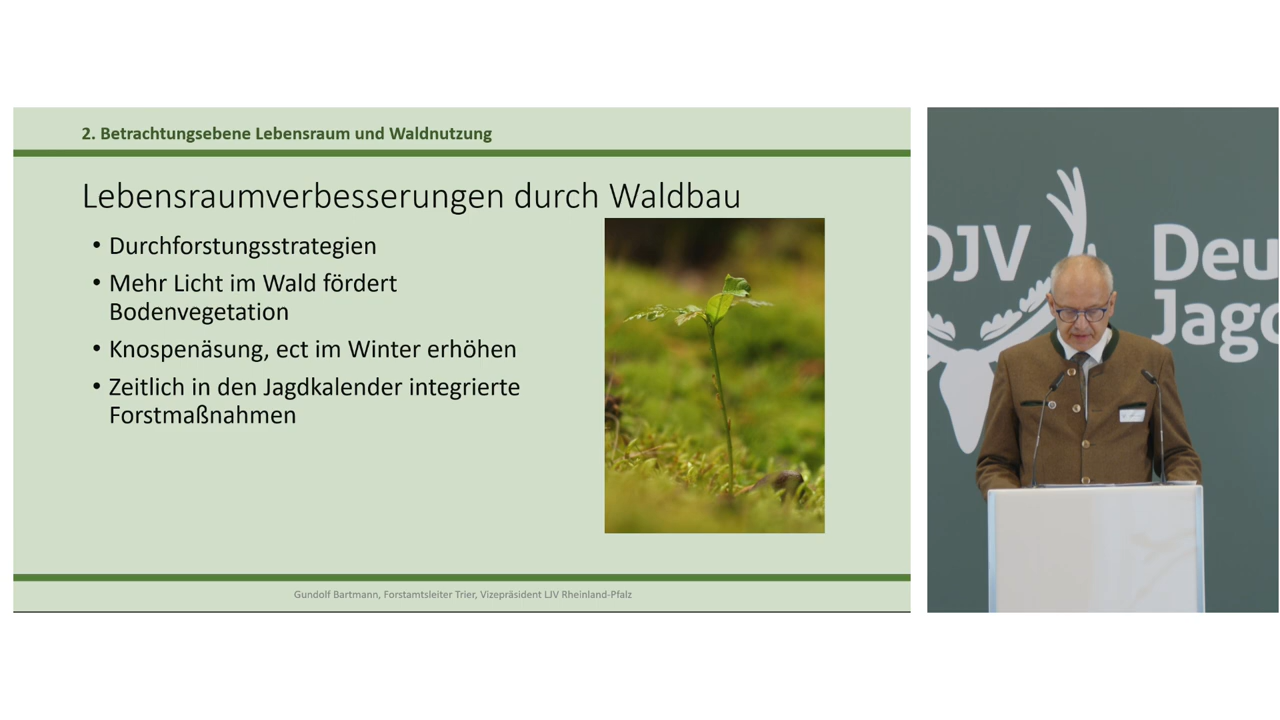 2. Betrachtungsebene Lebensraum und Waldnutzung
Lebensraumverbesserungen durch Waldbau
• Durchforstungsstrategien
• Mehr Licht im Wald fördert
Bodenvegetation
• Knospenäsung, ect im Winter erhöhen
• Zeitlich in den Jagdkalender integrierte
Forstmaßnahmen
Gundolf Bartmann, Forstamtsleiter Trier, Vizepräsident LJV Rheinland-Pfalz
DJV
Deu
Jagd